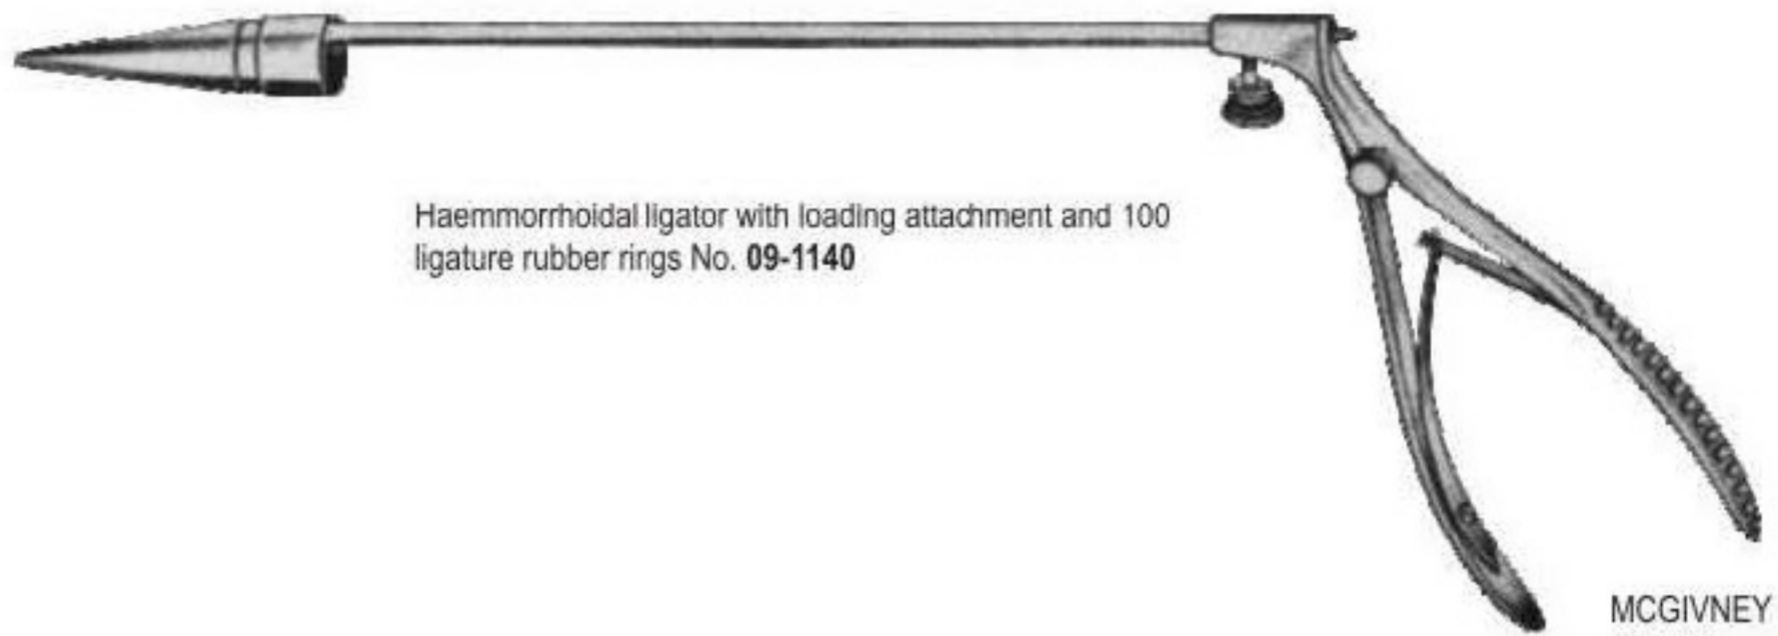 Haemmorrhoidal ligator with loading attachment and 100
ligature rubber rings No. 09-1140
MCGIVNEY